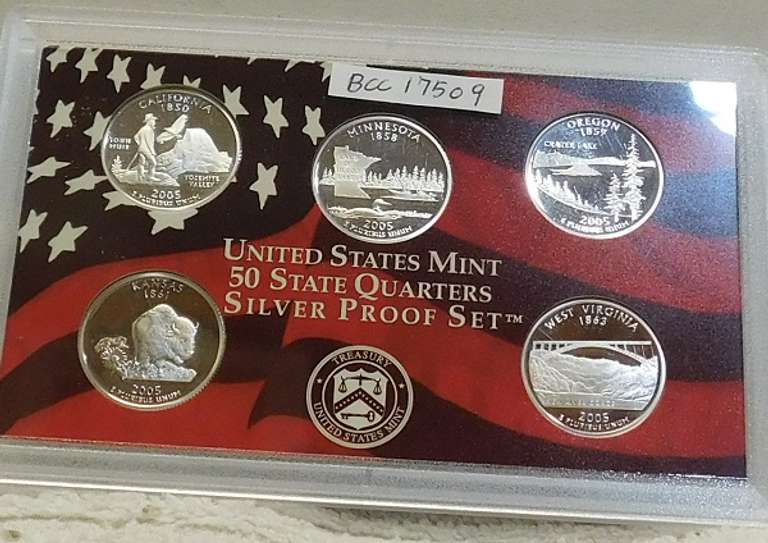 BCC 17509
CALIFORNIA
1850
JOHN
MUIR
YOSEMITE
VALLEY
2005
E PLURIBUS UNUM
MINNESOTA
1858
2005
E PLURIBUS UNUM
OREGON
1859
CRATER LAKE
2005
E PLURIBUS UNUM
UNITED STATES MINT
50 STATE QUARTERS
SILVER PROOF SET™
KANSAS
1861
2005
E PLURIBUS UNUM
TREASURY
UNITED STATES MINT
WEST VIRGINIA
1863
2005
E PLURIBUS UNUM